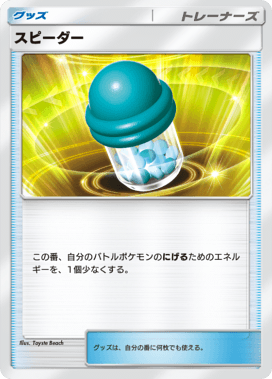 グッズ
トレーナーズ
スピーダー
この番、自分のバトルポケモンのにげるためのエネル
ギーを、1個少なくする。
Illus. Toyste Beach
グッズは、自分の番に何枚でも使える。